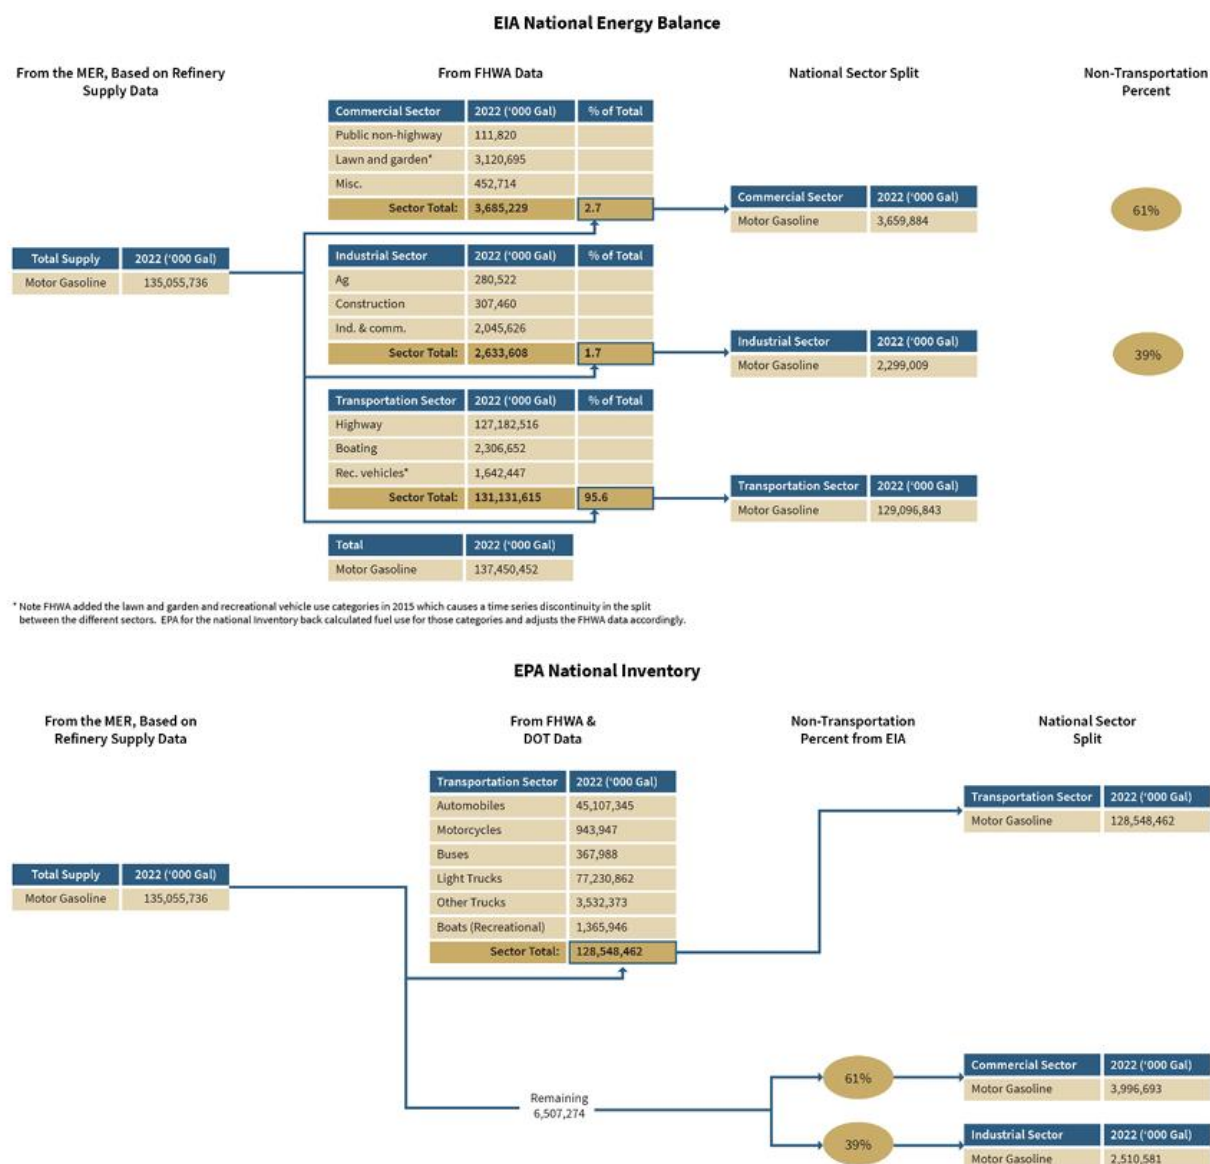 EIA National Energy Balance
From the MER, Based on Refinery
Supply Data
From FHWA Data
National Sector Split
Non-Transportation
Percent
Commercial Sector 2022 ('000 Gal) % of Total
Public non-highway 111,820
Lawn and garden* 3,120,695
Misc. 452,714
Sector Total: 3,685,229 2.7
Commercial Sector 2022 ('000 Gal)
Motor Gasoline 3,659,884
61%
Total Supply 2022 ('000 Gal)
Motor Gasoline 135,055,736
Industrial Sector 2022 ('000 Gal) % of Total
Ag 280,522
Construction 307,460
Ind. & comm. 2,045,626
Sector Total: 2,633,608 1.7
Industrial Sector 2022 ('000 Gal)
Motor Gasoline 2,299,009
39%
Transportation Sector 2022 ('000 Gal) % of Total
Highway 127,182,516
Boating 2,306,652
Rec. vehicles* 1,642,447
Sector Total: 131,131,615 95.6
Transportation Sector 2022 ('000 Gal)
Motor Gasoline 129,096,843
Total 2022 ('000 Gal)
Motor Gasoline 137,450,452
* Note FHWA added the lawn and garden and recreational vehicle use categories in 2015 which causes a time series discontinuity in the split
between the different sectors. EPA for the national Inventory back calculated fuel use for those categories and adjusts the FHWA data accordingly.
EPA National Inventory
From the MER, Based on
Refinery Supply Data
From FHWA &
DOT Data
Non-Transportation
Percent from EIA
National Sector
Split
Transportation Sector 2022 ('000 Gal)
Automobiles 45,107,345
Motorcycles 943,947
Buses 367,988
Light Trucks 77,230,862
Other Trucks 3,532,373
Boats (Recreational) 1,365,946
Sector Total: 128,548,462
Transportation Sector 2022 ('000 Gal)
Motor Gasoline 128,548,462
Total Supply 2022 ('000 Gal)
Motor Gasoline 135,055,736
Remaining
6,507,274
61%
Commercial Sector 2022 ('000 Gal)
Motor Gasoline 3,996,693
39%
Industrial Sector 2022 ('000 Gal)
Motor Gasoline 2,510,581